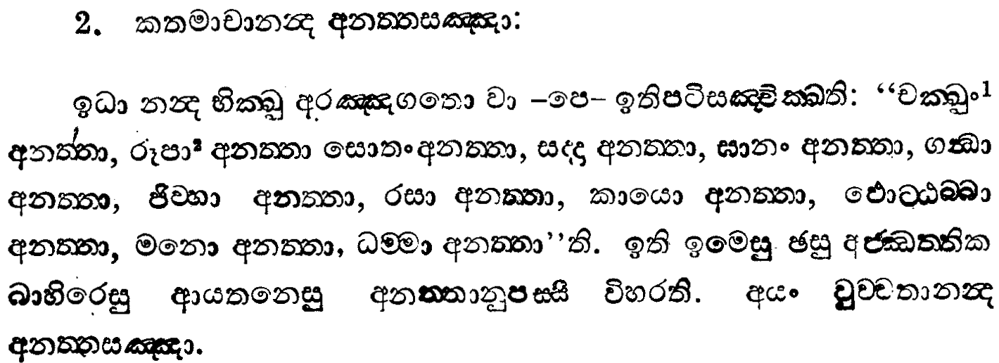 2. කතමාචානන්‍ද අනත්‍තසඤ්‍ඤා:
ඉධා නන්‍ද භික්‍ඛු අරඤ්‍ඤගතො වා –පෙ– ඉතිපටිසඤ්‍චික්‍ඛති: “චක්‍ඛුං¹
අනත්‍තා, රූපා² අනත්‍තා සොතංඅනත්‍තා, සද්‍දා අනත්‍තා, ඝානං අනත්‍තා, ගන්‍ධා
අනත්‍තා, ජිව්‍හා අනත්‍තා, රසා අනත්‍තා, කායො අනත්‍තා, ඵොට්‍ඨබ්‍බා
අනත්‍තා, මනො අනත්‍තා, ධම්‍මා අනත්‍තා’’ති. ඉති ඉමෙසු ඡසු අජ්‍ඣත්‍තික
බාහිරෙසු ආයතනෙසු අනත්‍තානුපස්‍සී විහරති. අයං වුච්‍චතානන්‍ද
අනත්‍තසඤ්‍ඤා.